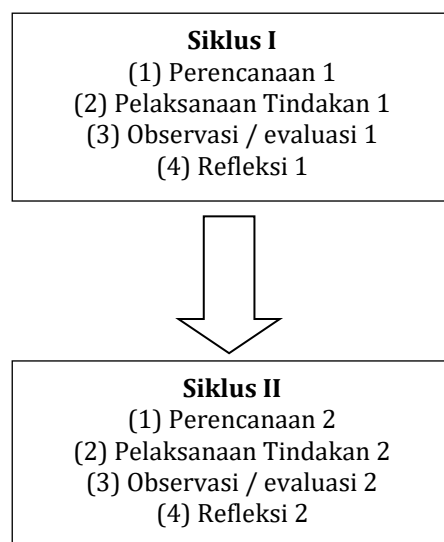 Siklus I
(1) Perencanaan 1
(2) Pelaksanaan Tindakan 1
(3) Observasi / evaluasi 1
(4) Refleksi 1
Siklus II
(1) Perencanaan 2
(2) Pelaksanaan Tindakan 2
(3) Observasi / evaluasi 2
(4) Refleksi 2